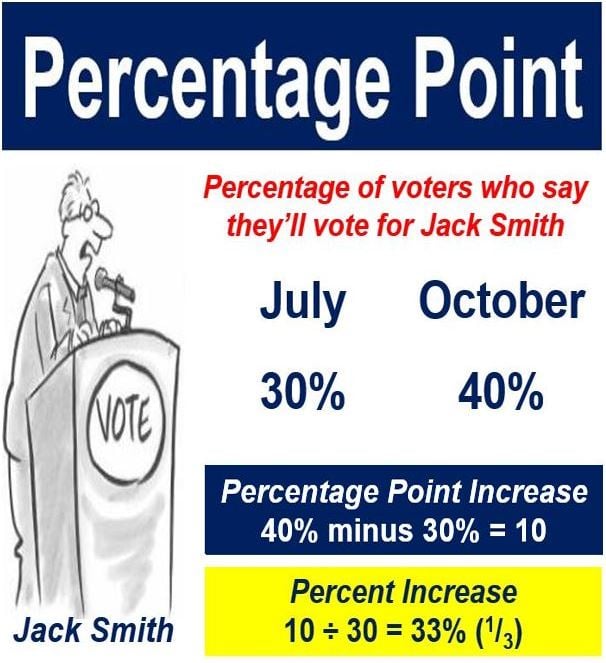 Percentage Point
Percentage of voters who say
they'll vote for Jack Smith
July October
30% 40%
VOTE
Percentage Point Increase
40% minus 30% = 10
Percent Increase
10 ÷ 30 = 33% (1/3)
Jack Smith